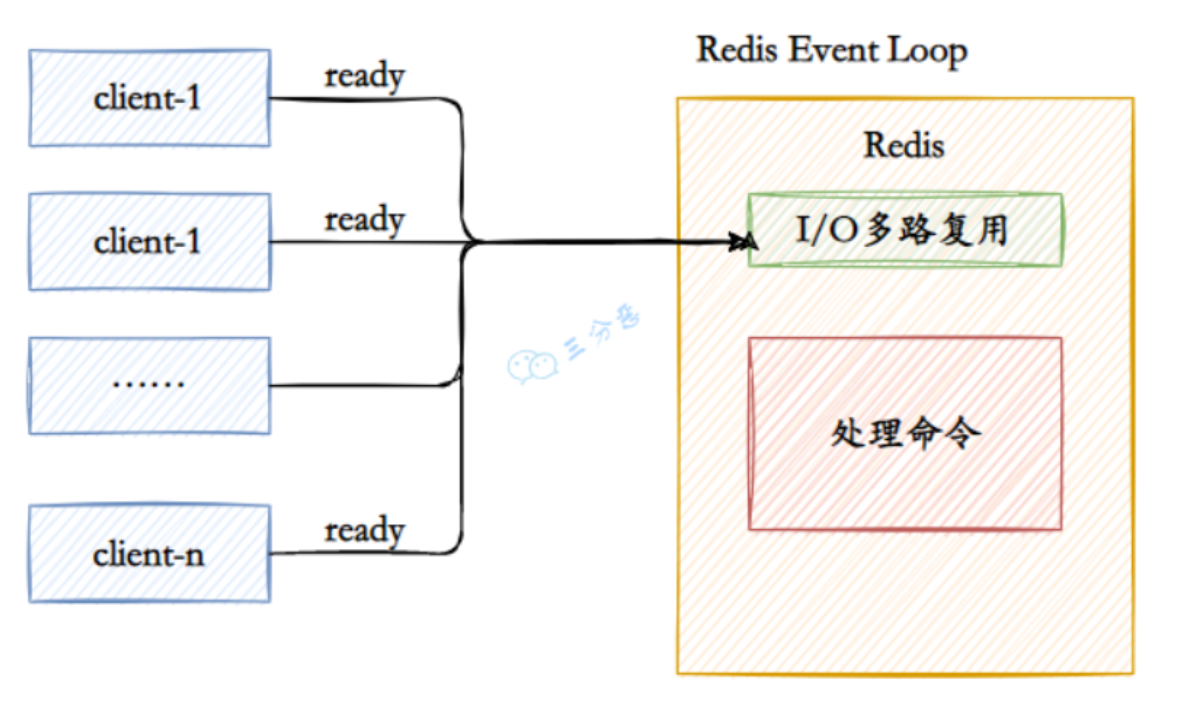 Redis Event Loop
client-1
ready
Redis
client-1
ready
I/O多路复用
三分恶
……
处理命令
client-n
ready